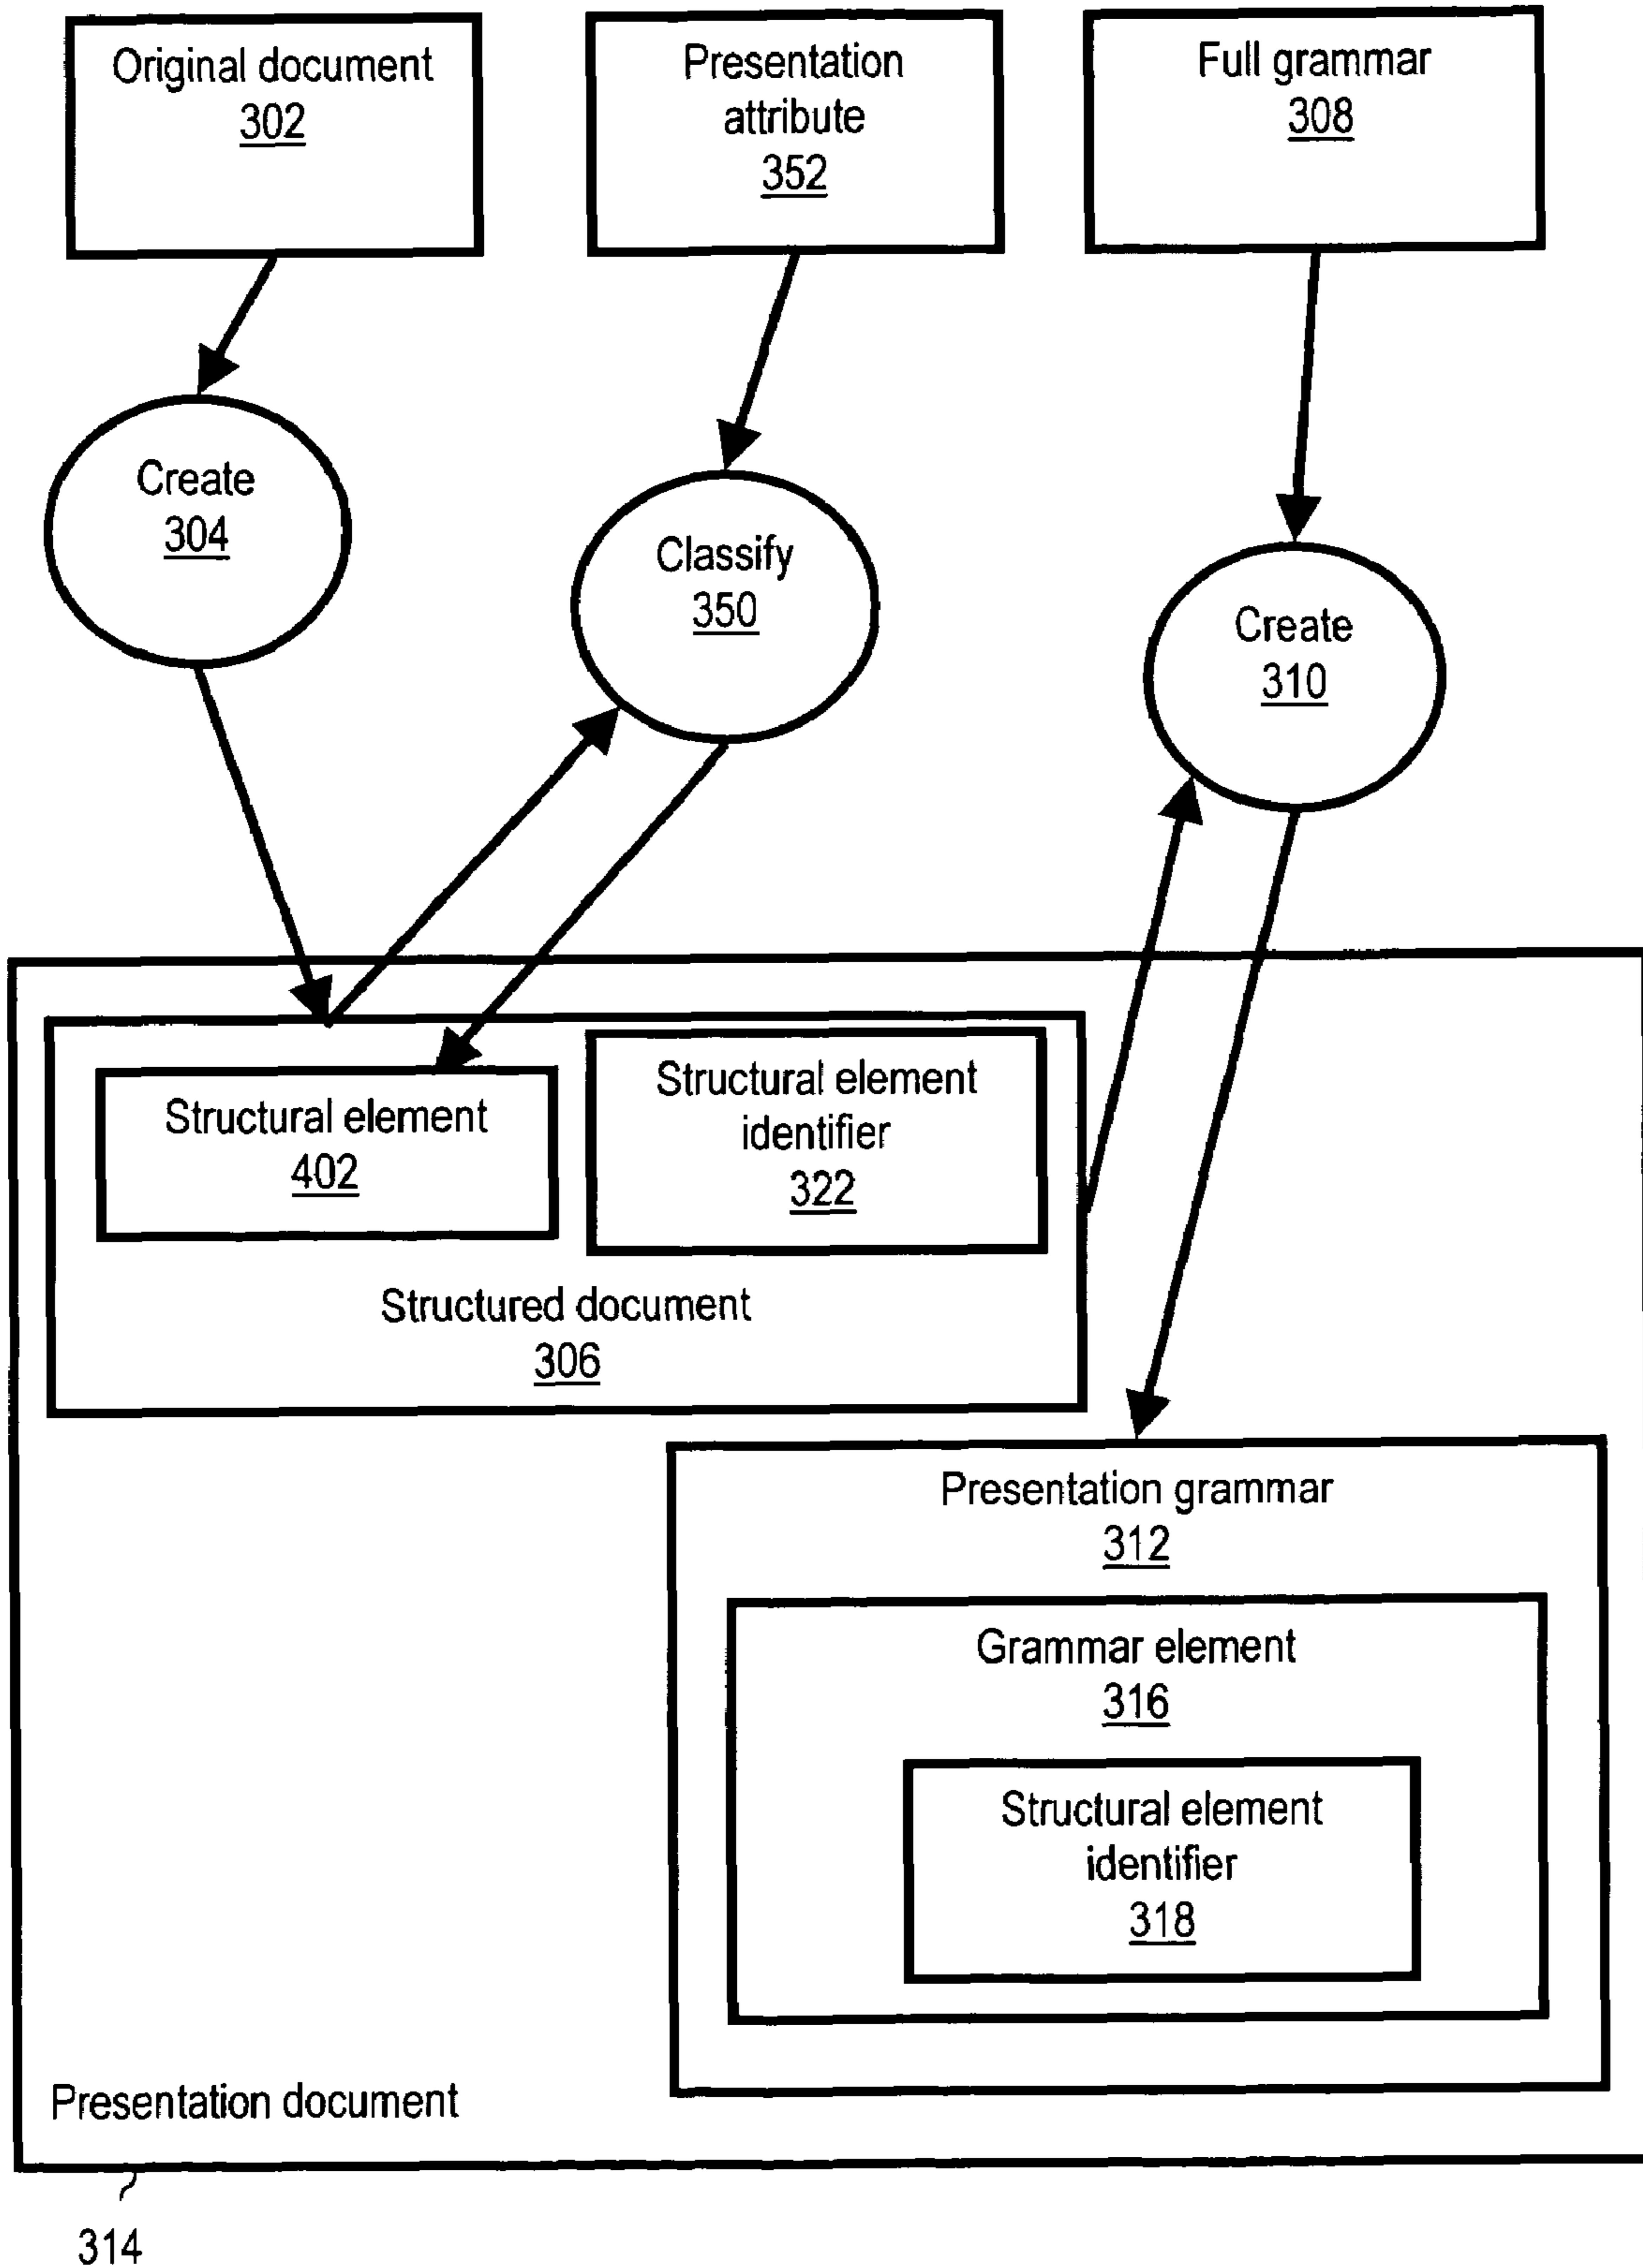 Original document
302
Presentation
attribute
352
Full grammar
308
Create
304
Classify
350
Create
310
Structural element
402
Structural element
identifier
322
Structured document
306
Presentation grammar
312
Grammar element
316
Structural element
identifier
318
Presentation document
314